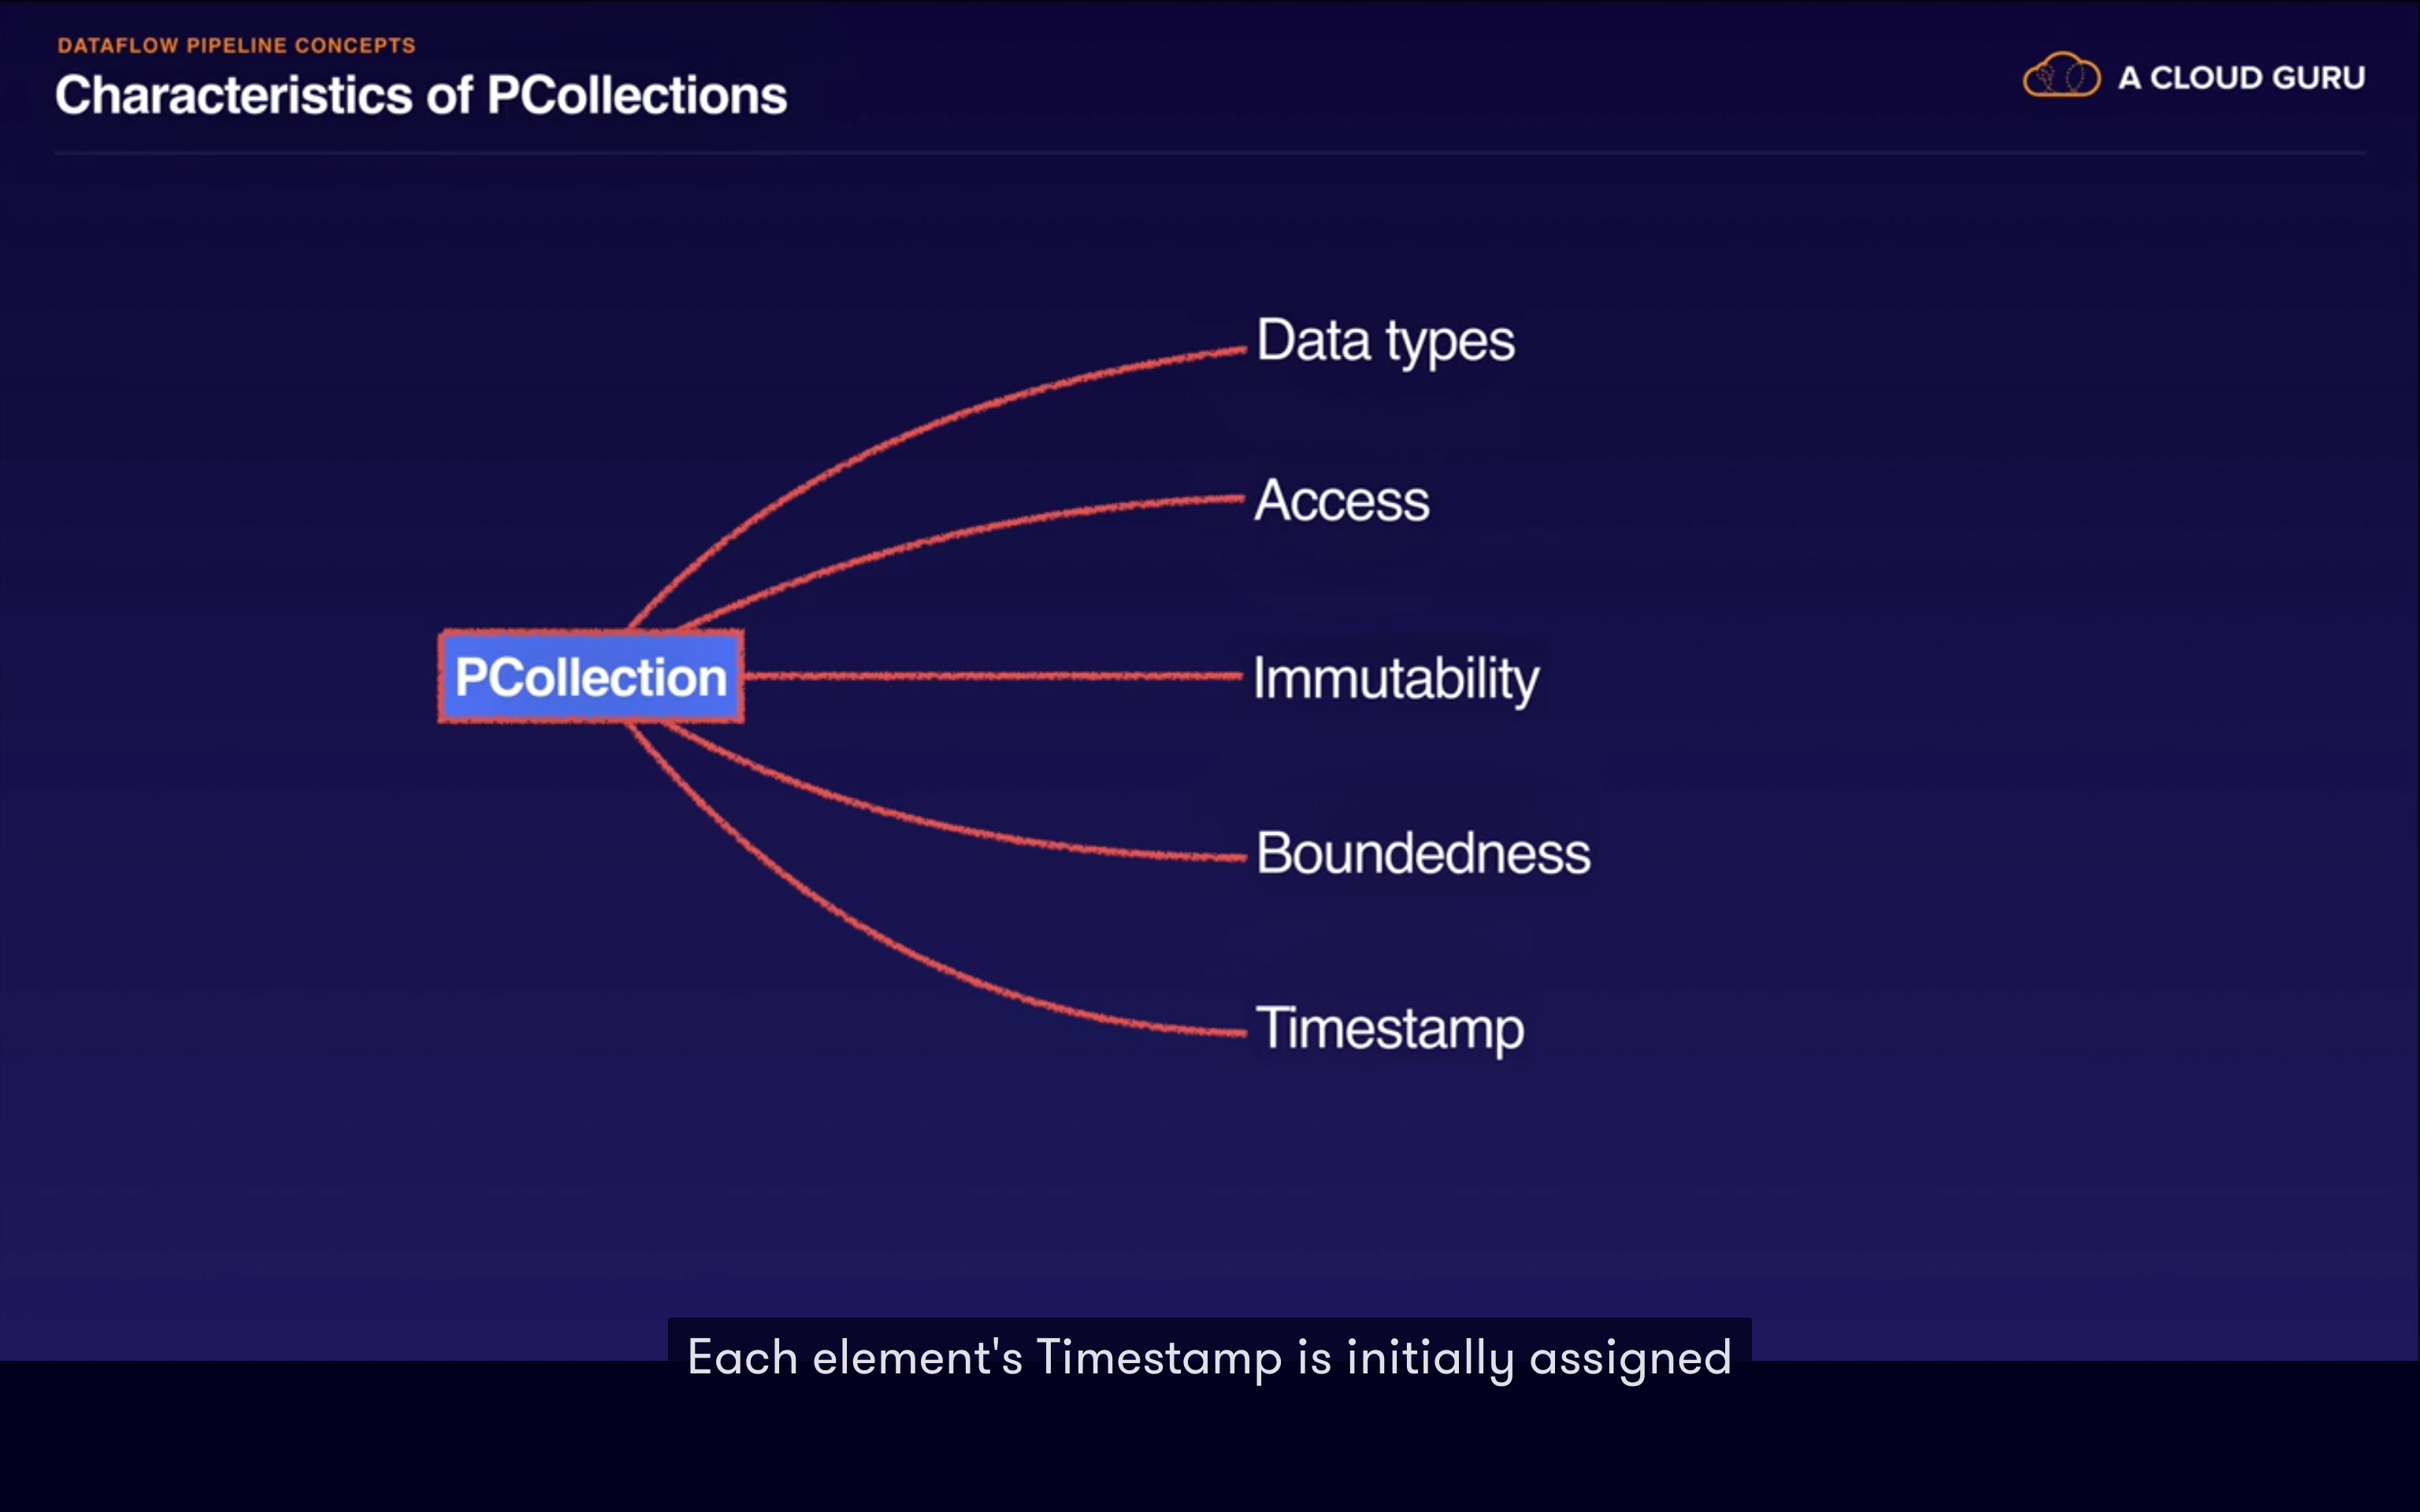 DATAFLOW PIPELINE CONCEPTS
Characteristics of PCollections
A CLOUD GURU
Data types
Access
PCollection
Immutability
Boundedness
Timestamp
Each element's Timestamp is initially assigned